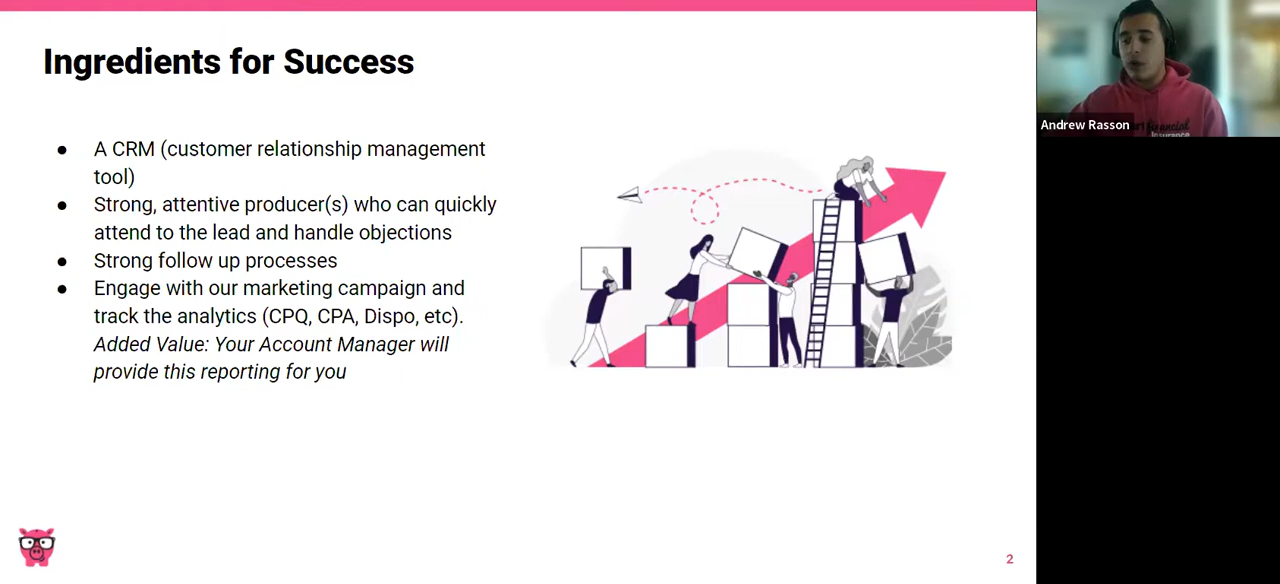 Ingredients for Success
● A CRM (customer relationship management
tool)
● Strong, attentive producer(s) who can quickly
attend to the lead and handle objections
● Strong follow up processes
● Engage with our marketing campaign and
track the analytics (CPQ, CPA, Dispo, etc).
Added Value: Your Account Manager will
provide this reporting for you
2
Andrew Rasson
financial